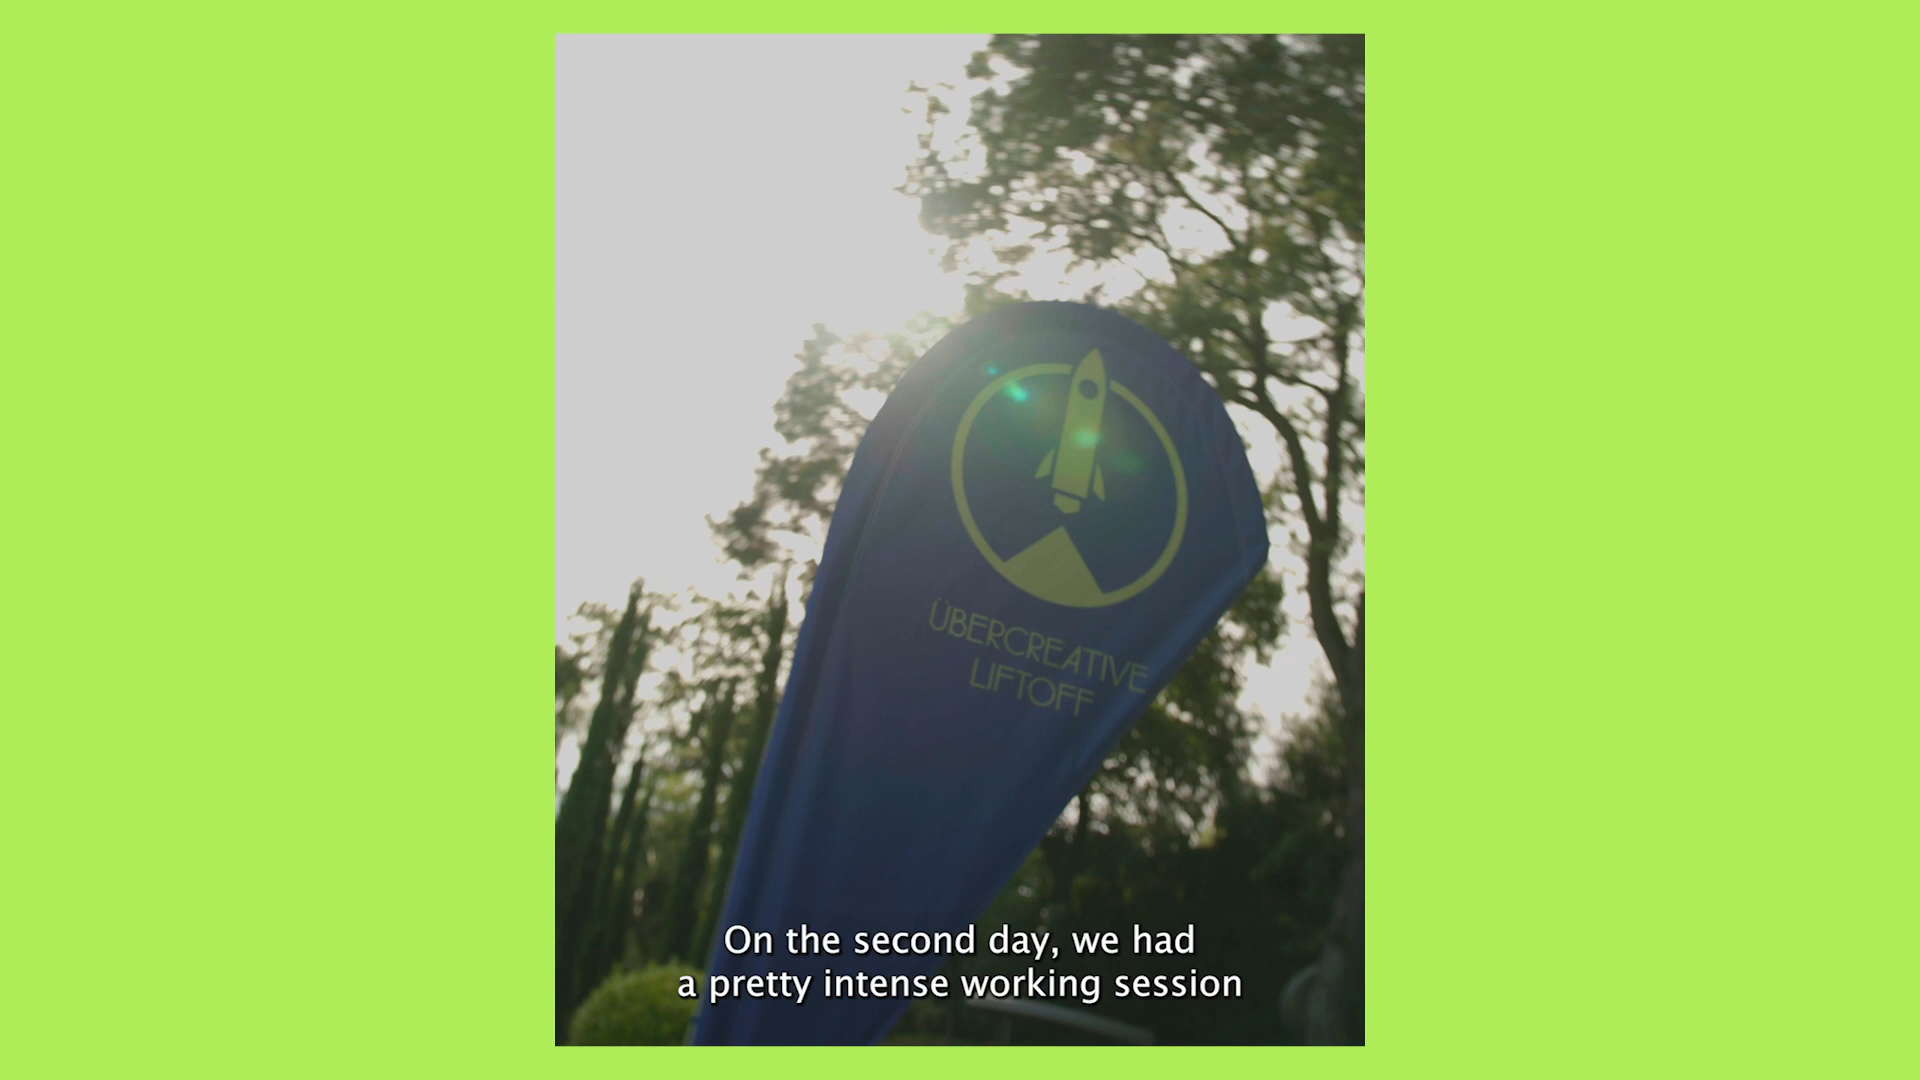 ÜBERCREATIVE
LIFTOFF
On the second day, we had
a pretty intense working session